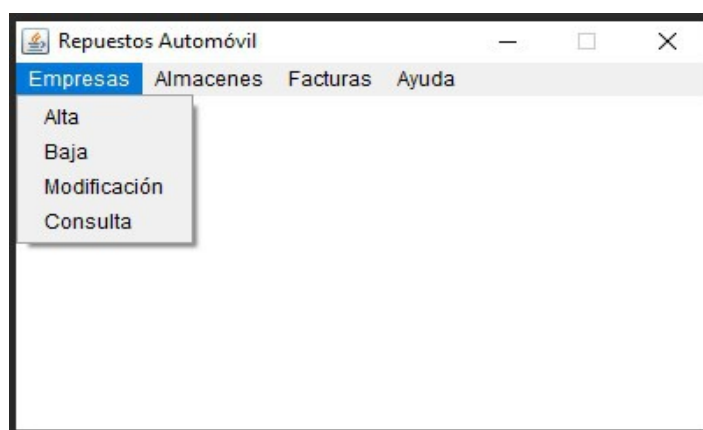 Repuestos Automóvil
Empresas Almacenes Facturas Ayuda
Alta
Baja
Modificación
Consulta